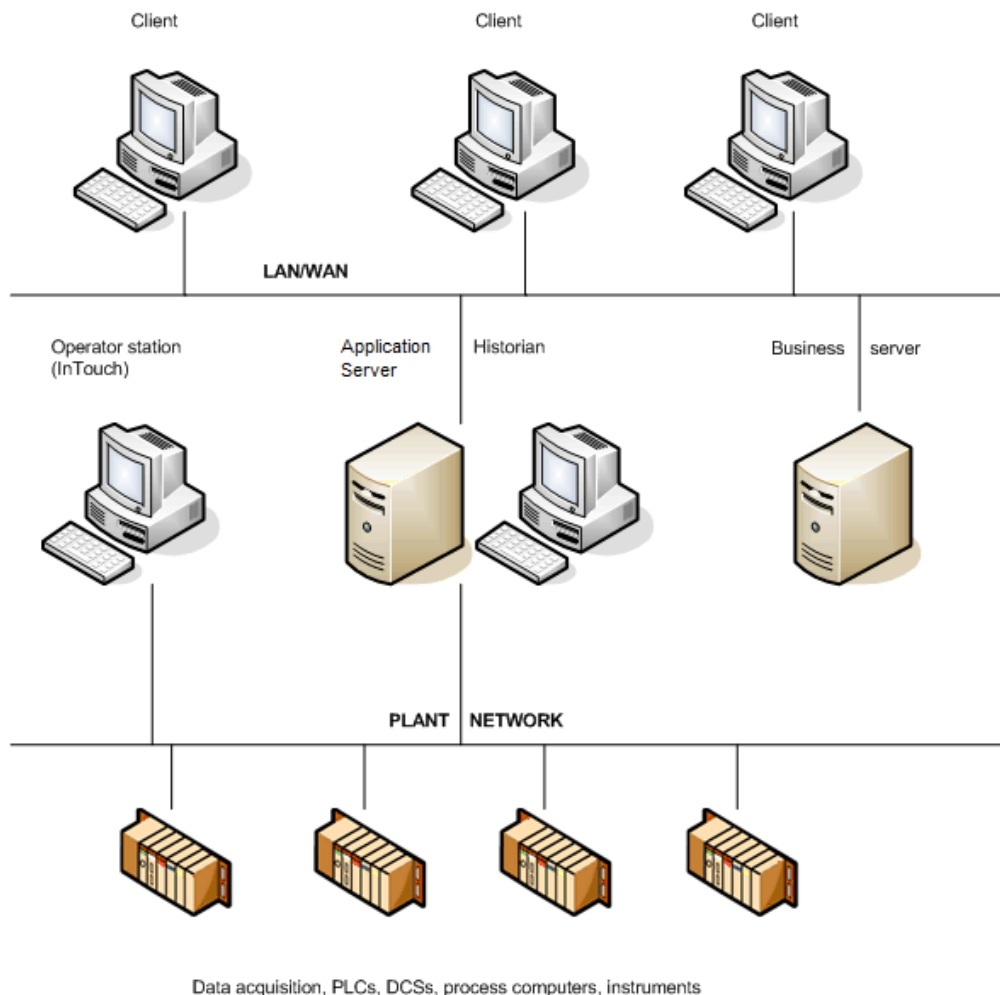 Client
Client
Client
LAN/WAN
Operator station
(InTouch)
Application
Server
Historian
Business server
PLANT NETWORK
Data acquisition, PLCs, DCSs, process computers, instruments